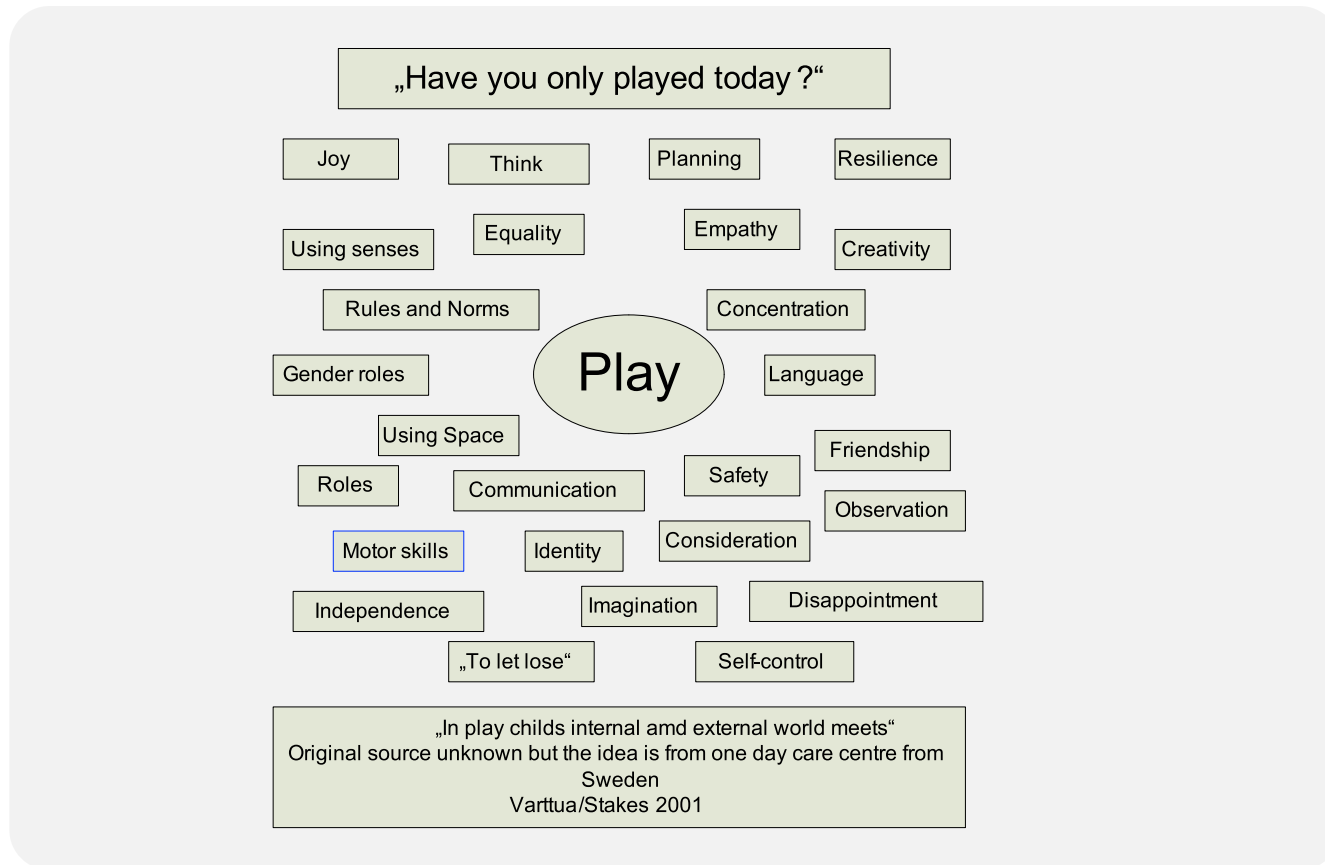 „Have you only played today ?“
Joy
Think
Planning
Resilience
Using senses
Equality
Empathy
Creativity
Rules and Norms
Concentration
Gender roles
Play
Language
Using Space
Friendship
Roles
Communication
Safety
Observation
Motor skills
Identity
Consideration
Independence
Imagination
Disappointment
„To let lose“
Self-control
„In play childs internal amd external world meets“
Original source unknown but the idea is from one day care centre from
Sweden
Varttua/Stakes 2001